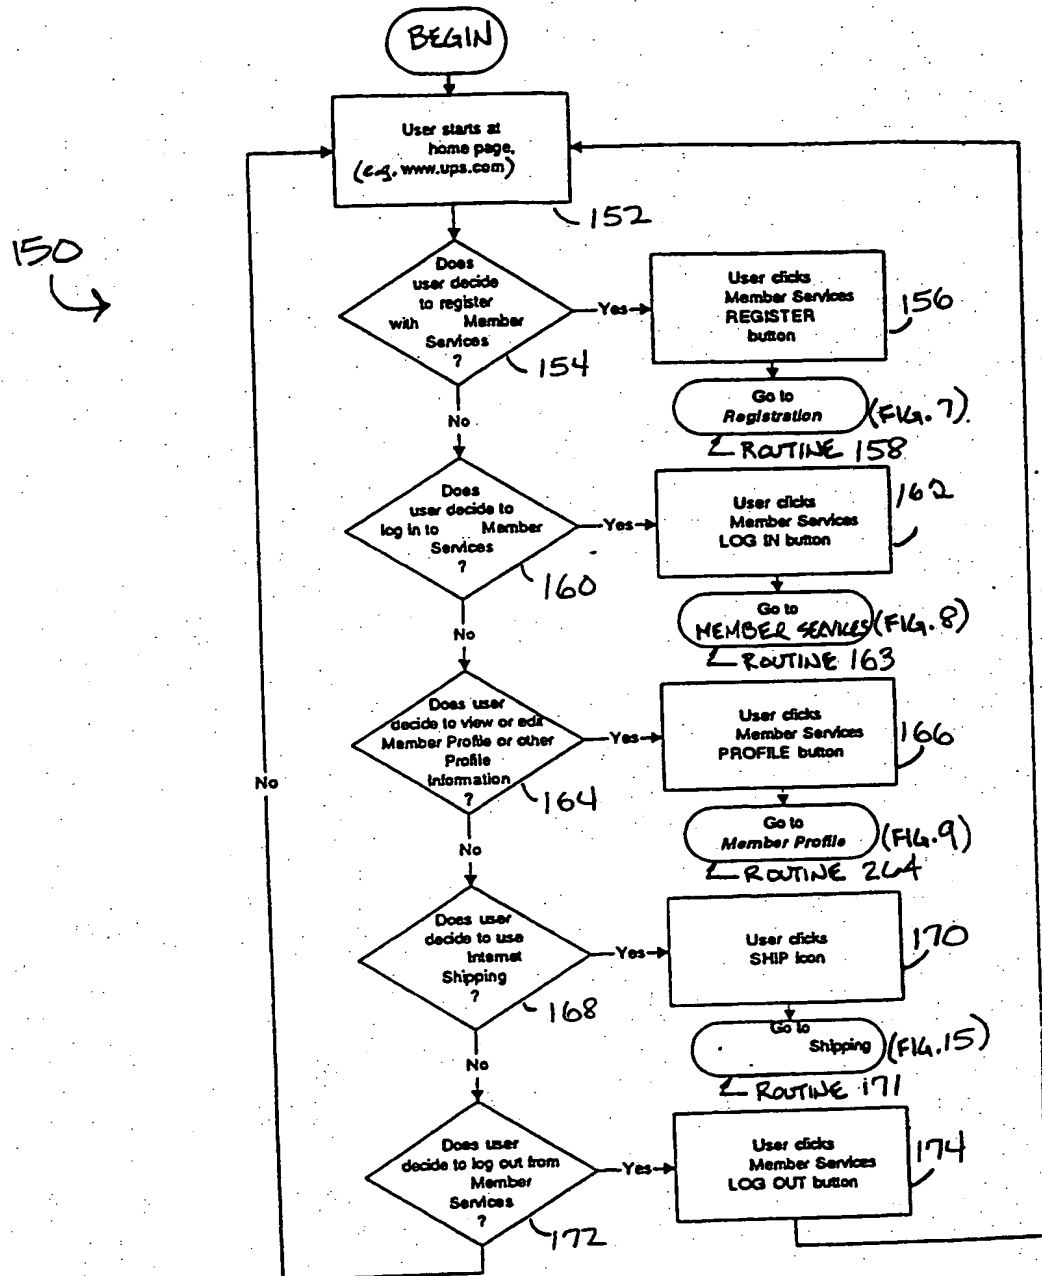 BEGIN
User starts at
home page,
(e.g. www.ups.com)
152
150
Does
user decide
to register
with Member
Services
?
154
Yes
User clicks
Member Services
REGISTER
button
156
Go to
Registration
(FIG. 7).
ROUTINE 158
No
Does
user decide to
log in to Member
Services
?
160
Yes
User clicks
Member Services
LOG IN button
162
Go to
MEMBER SERVICES
(FIG. 8)
ROUTINE 163
No
Does user
decide to view or edit
Member Profile or other
Profile
Information
?
164
Yes
User clicks
Member Services
PROFILE button
166
Go to
Member Profile
(FIG. 9)
ROUTINE 264
No
No
Does user
decide to use
Internet
Shipping
?
168
Yes
User clicks
SHIP icon
170
Go to
Shipping
(FIG. 15)
ROUTINE 171
No
Does user
decide to log out from
Member
Services
?
172
Yes
User clicks
Member Services
LOG OUT button
174